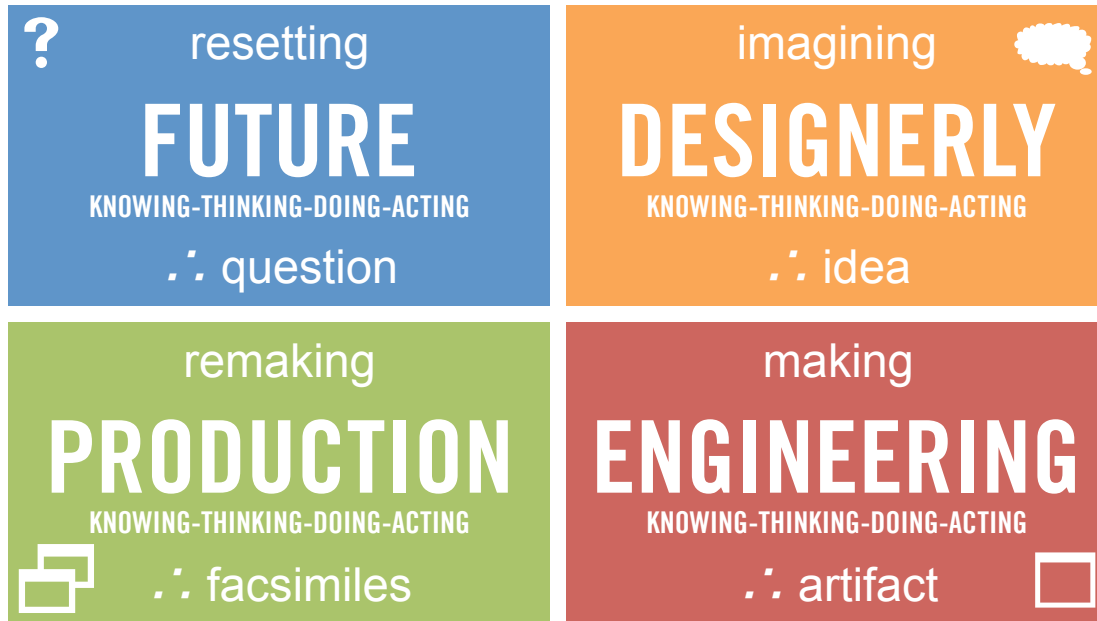 ?
resetting
FUTURE
KNOWING-THINKING-DOING-ACTING
∴ question
imagining
DESIGNERLY
KNOWING-THINKING-DOING-ACTING
∴ idea
remaking
PRODUCTION
KNOWING-THINKING-DOING-ACTING
∴ facsimiles
making
ENGINEERING
KNOWING-THINKING-DOING-ACTING
∴ artifact